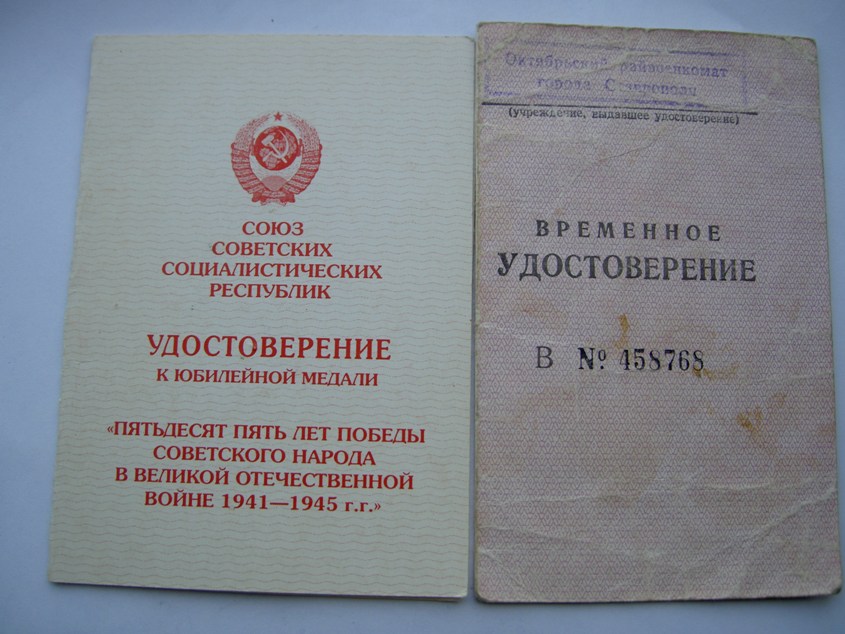 СОЮЗ
СОВЕТСКИХ
СОЦИАЛИСТИЧЕСКИХ
РЕСПУБЛИК
УДОСТОВЕРЕНИЕ
К ЮБИЛЕЙНОЙ МЕДАЛИ
«ПЯТЬДЕСЯТ ПЯТЬ ЛЕТ ПОБЕДЫ
СОВЕТСКОГО НАРОДА
В ВЕЛИКОЙ ОТЕЧЕСТВЕННОЙ
ВОЙНЕ 1941—1945 г.г.»
Октябрьский райвоенкомат
города Ставрополя
(учреждение, выдавшее удостоверение)
ВРЕМЕННОЕ
УДОСТОВЕРЕНИЕ
В № 458768